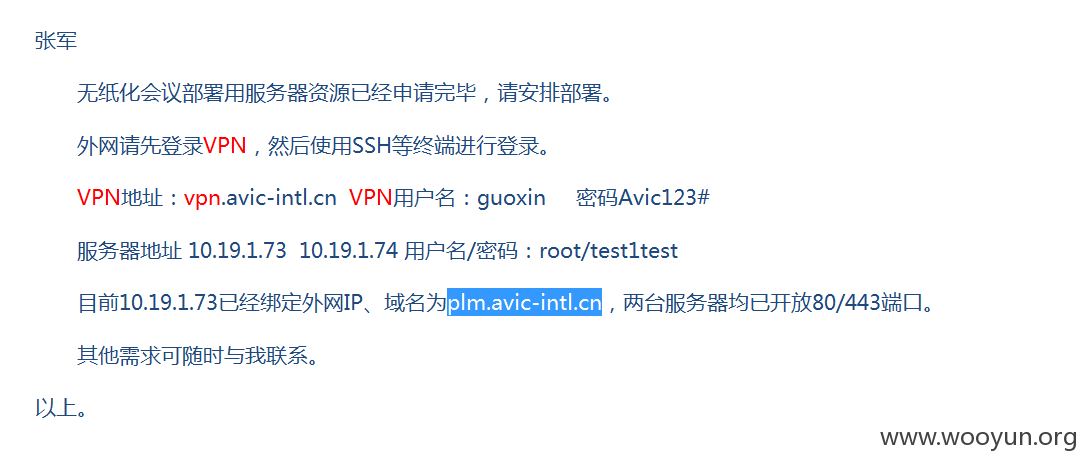 张军
无纸化会议部署用服务器资源已经申请完毕，请安排部署。
外网请先登录VPN，然后使用SSH等终端进行登录。
VPN地址：vpn.avic-intl.cn VPN用户名：guoxin 密码Avic123#
服务器地址 10.19.1.73 10.19.1.74 用户名/密码：root/test1test
目前10.19.1.73已经绑定外网IP、域名为plm.avic-intl.cn，两台服务器均已开放80/443端口。
其他需求可随时与我联系。
以上。
www.wooyun.org